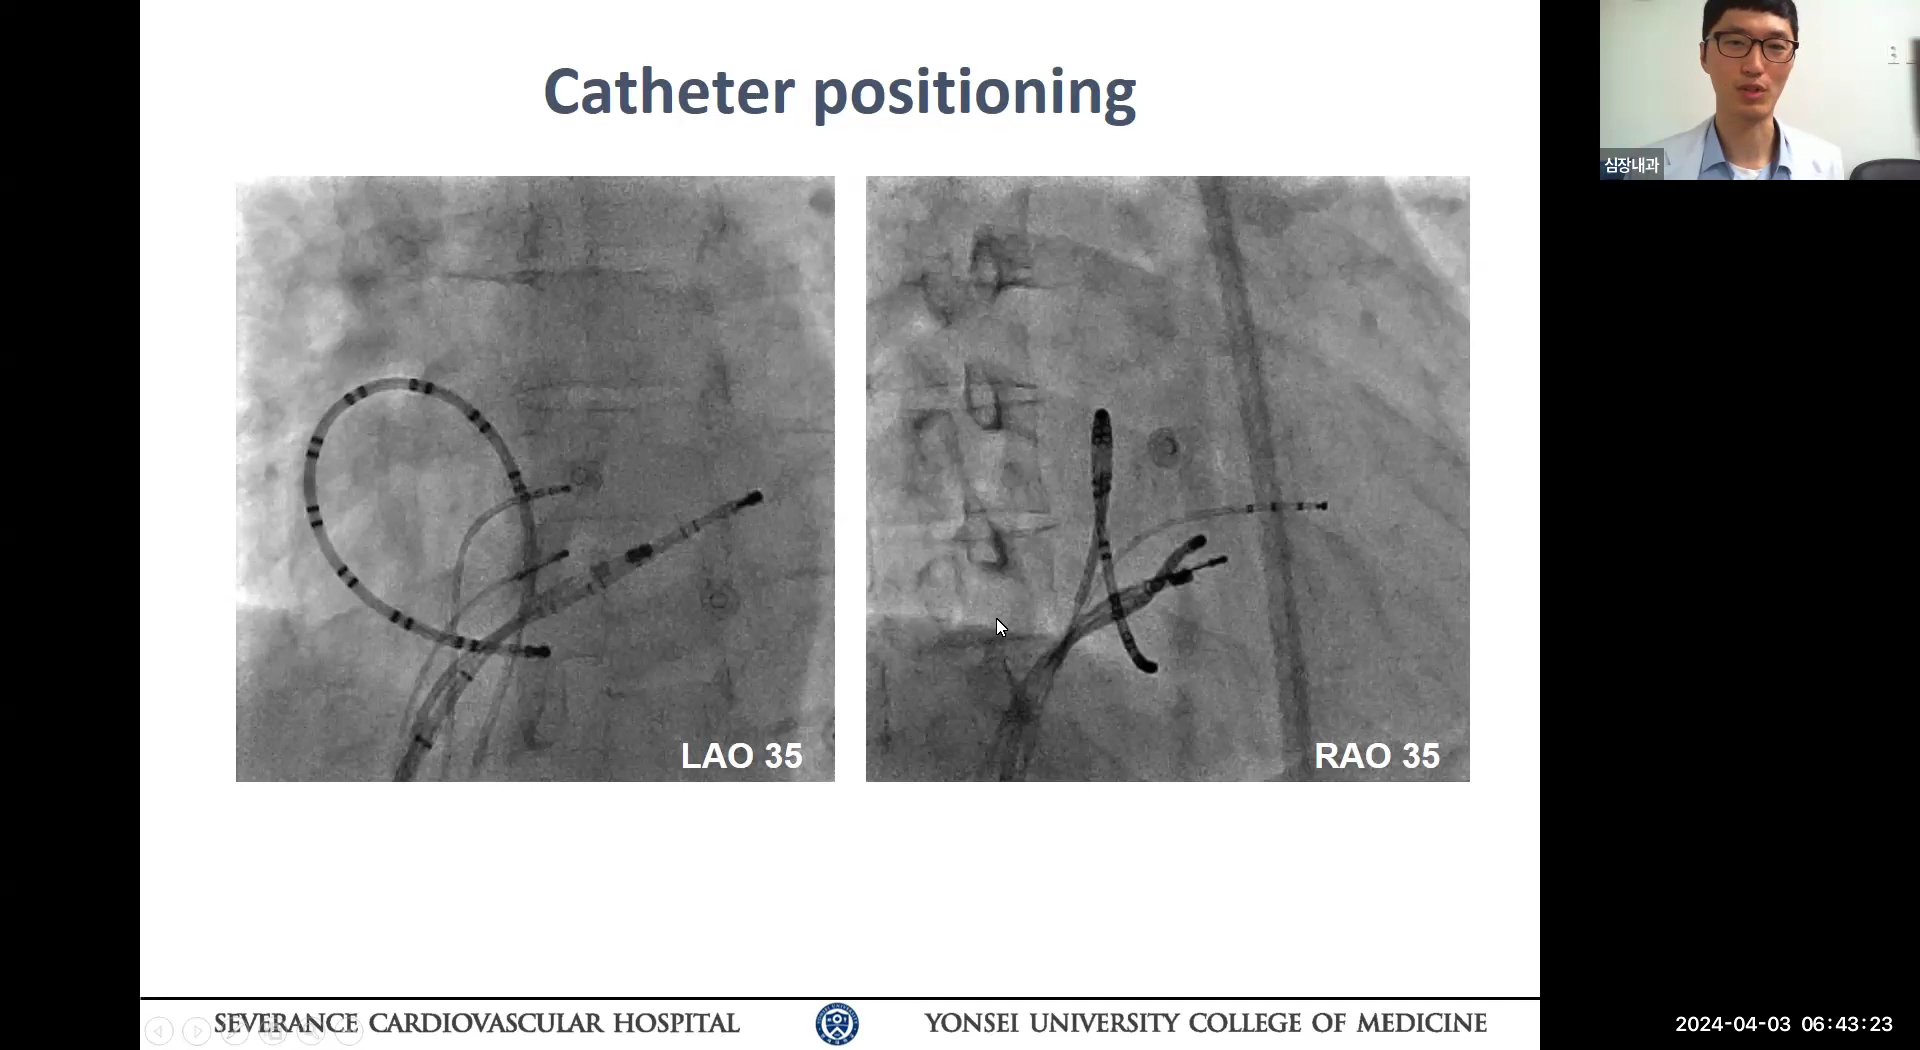 Catheter positioning
심장내과
LAO 35
RAO 35
SEVERANCE CARDIOVASCULAR HOSPITAL
YONSEI UNIVERSITY COLLEGE OF MEDICINE
2024-04-03 06:43:23